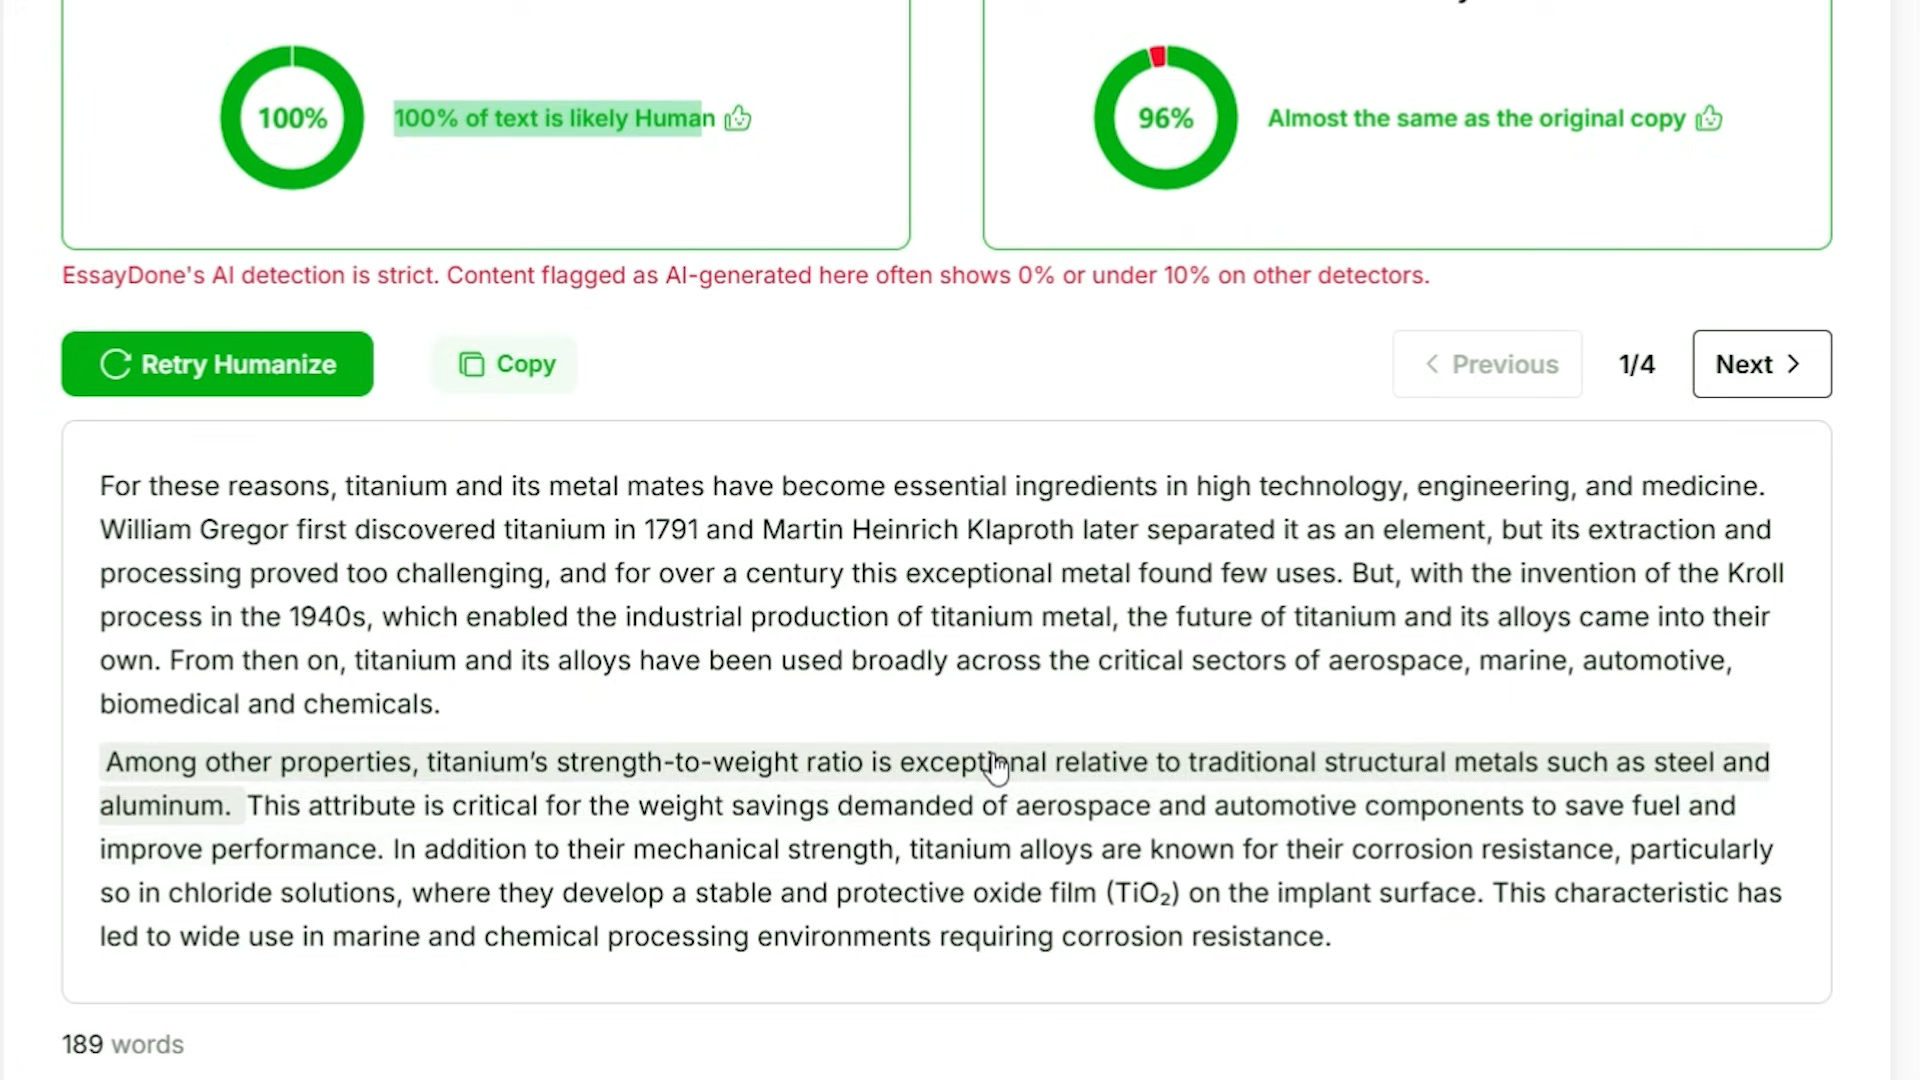 100%
100% of text is likely Human
96%
Almost the same as the original copy
EssayDone's AI detection is strict. Content flagged as AI-generated here often shows 0% or under 10% on other detectors.
Retry Humanize
Copy
Previous
1/4
Next
For these reasons, titanium and its metal mates have become essential ingredients in high technology, engineering, and medicine.
William Gregor first discovered titanium in 1791 and Martin Heinrich Klaproth later separated it as an element, but its extraction and
processing proved too challenging, and for over a century this exceptional metal found few uses. But, with the invention of the Kroll
process in the 1940s, which enabled the industrial production of titanium metal, the future of titanium and its alloys came into their
own. From then on, titanium and its alloys have been used broadly across the critical sectors of aerospace, marine, automotive,
biomedical and chemicals.
Among other properties, titanium’s strength-to-weight ratio is exceptional relative to traditional structural metals such as steel and
aluminum. This attribute is critical for the weight savings demanded of aerospace and automotive components to save fuel and
improve performance. In addition to their mechanical strength, titanium alloys are known for their corrosion resistance, particularly
so in chloride solutions, where they develop a stable and protective oxide film (TiO₂) on the implant surface. This characteristic has
led to wide use in marine and chemical processing environments requiring corrosion resistance.
189 words